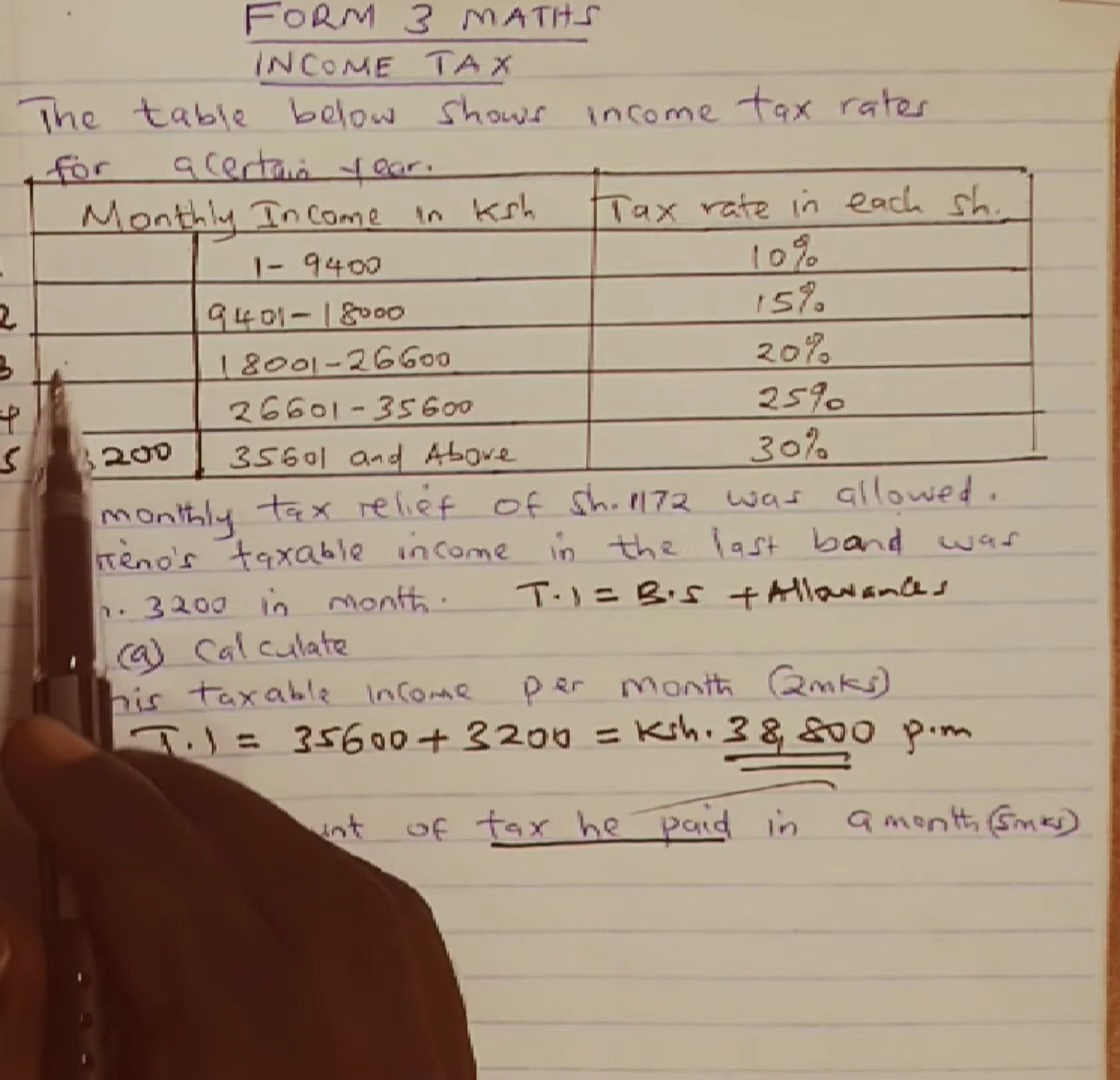 FORM 3 MATHS
INCOME TAX
The table below shows income tax rates
for a certain year.
Monthly Income in Ksh Tax rate in each sh.
1 - 9400 10%
2 9401 - 18000 15%
3 18001 - 26600 20%
4 26601 - 35600 25%
5 200 35601 and Above 30%
monthly tax relief of Sh. 1172 was allowed.
taxable income in the last band was
3200 in month. T.I = B.S + Allowances
(a) Calculate
his taxable income per month (2mks)
T.I = 35600 + 3200 = Ksh. 38,800 p.m
of tax he paid in a month (5mks)